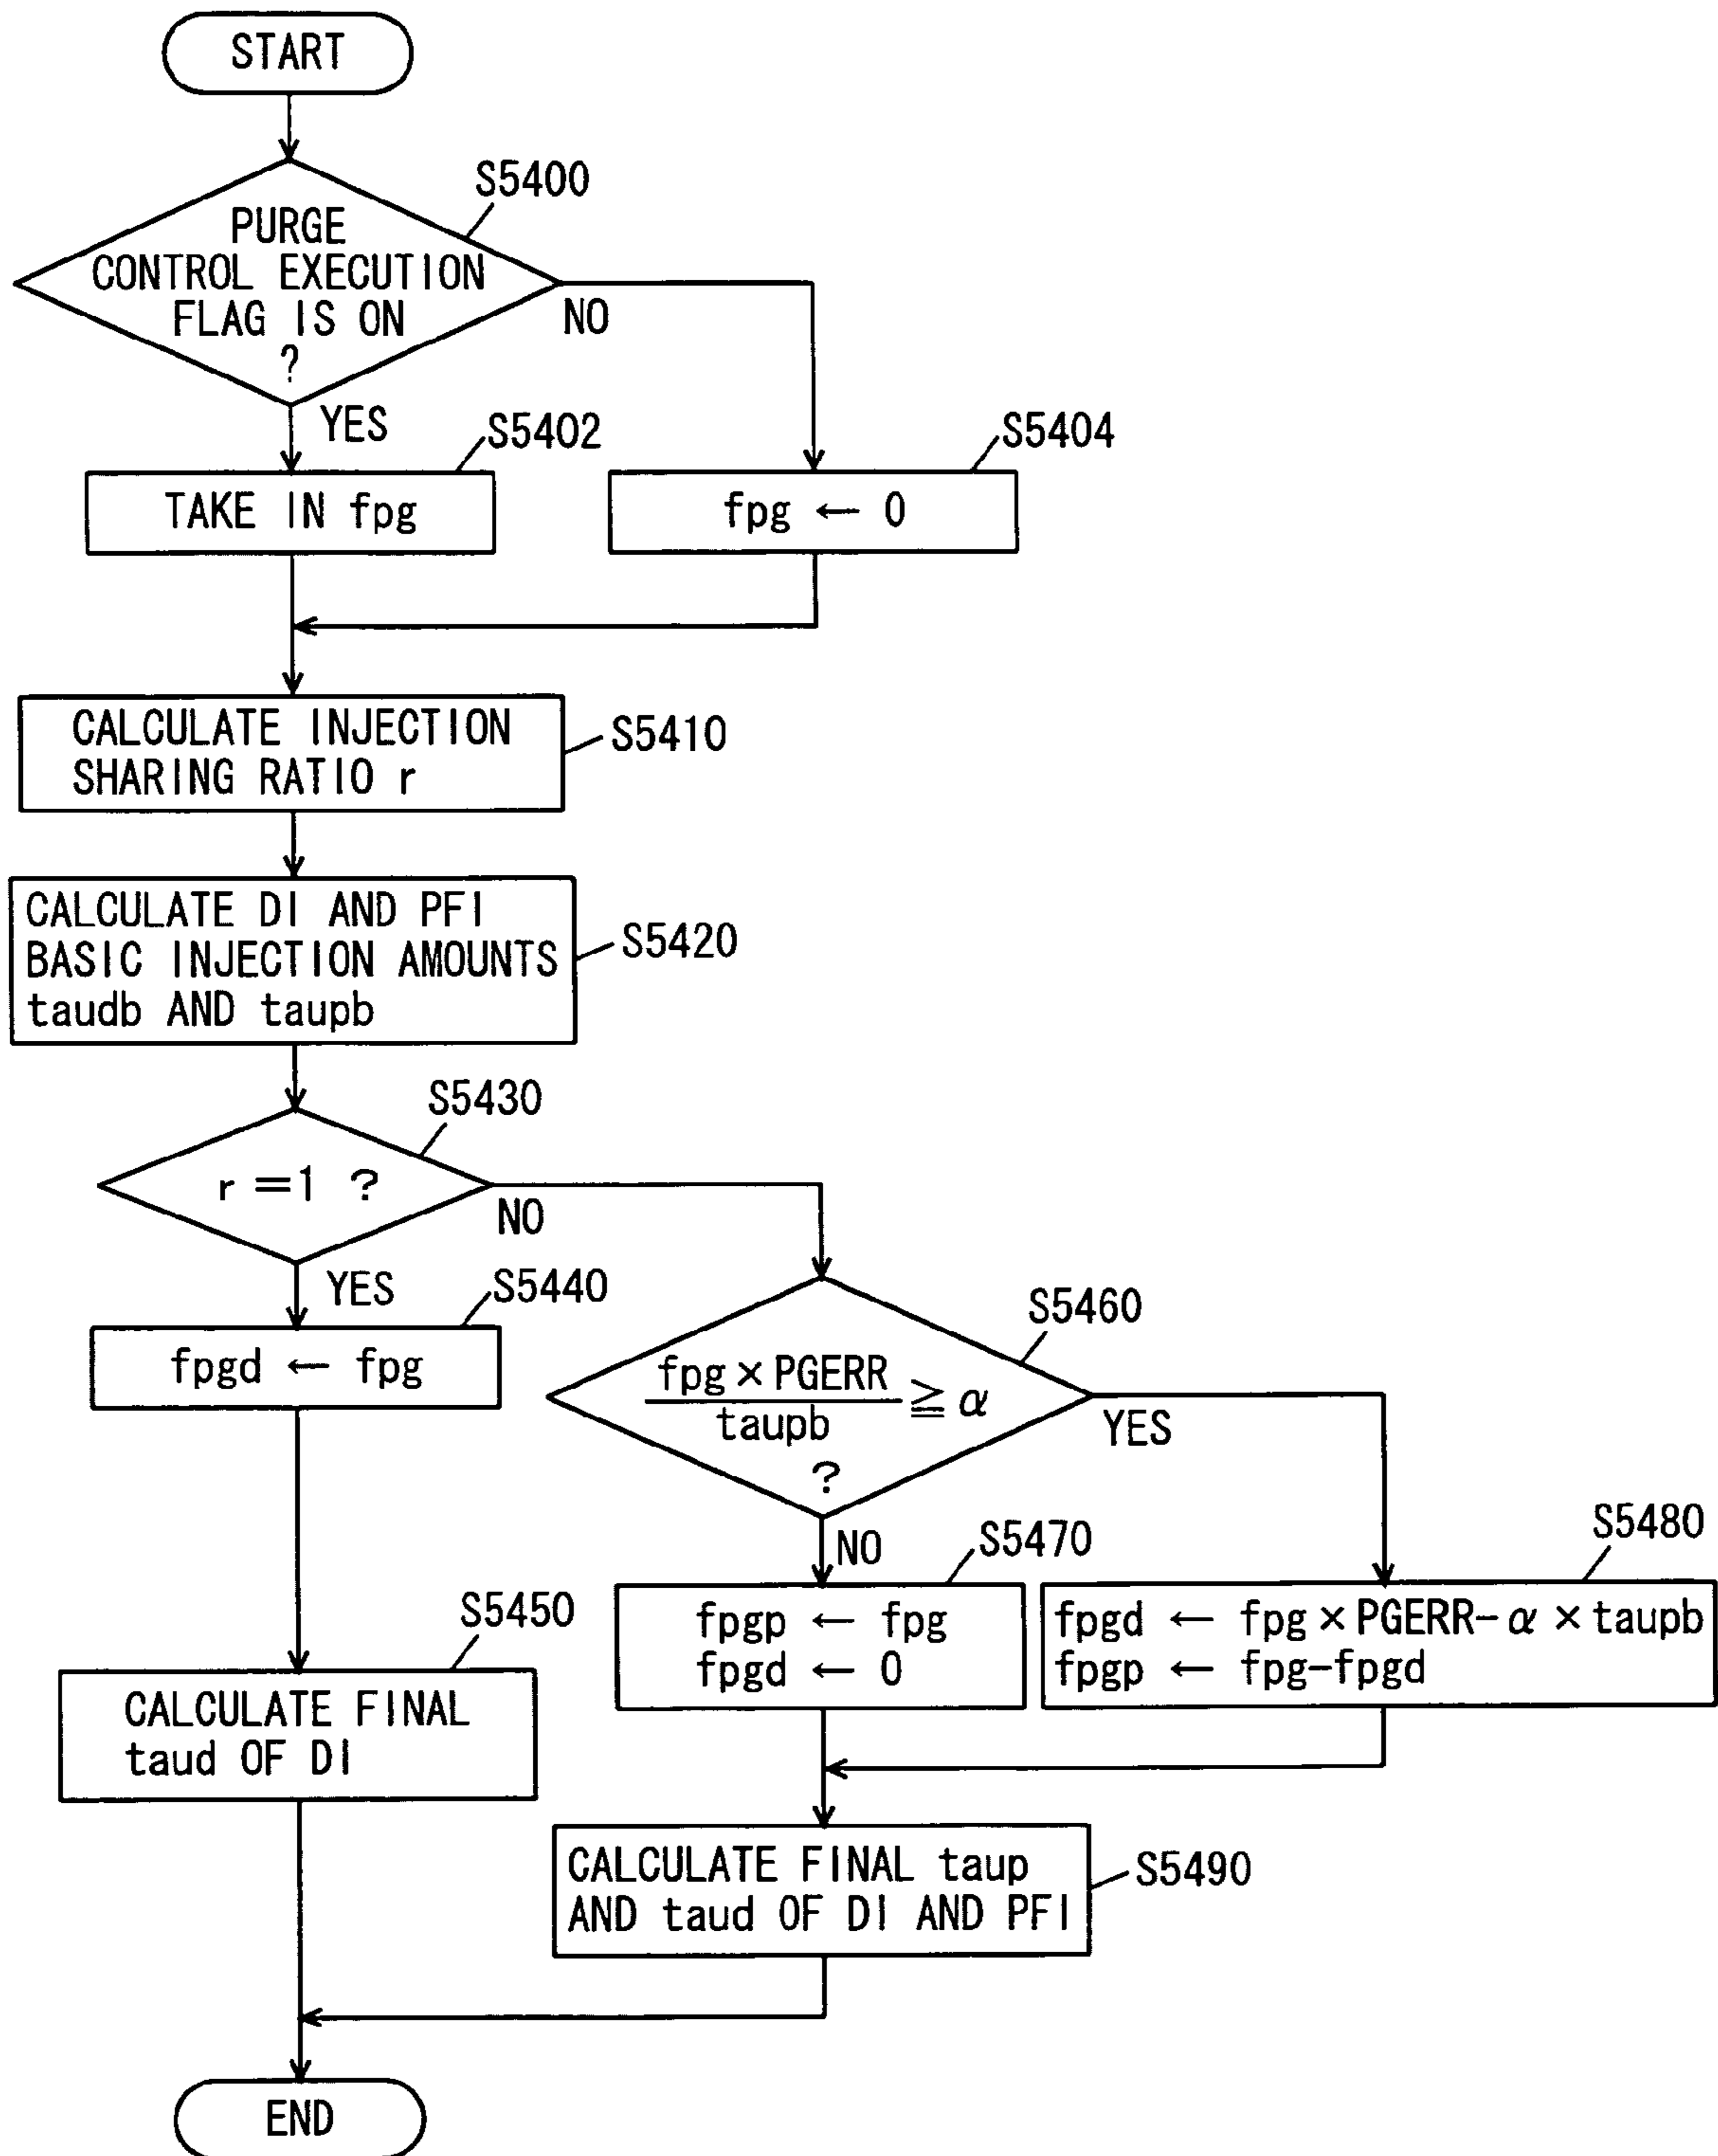 START
S5400
PURGE
CONTROL EXECUTION
FLAG IS ON
?
NO
YES
S5402
S5404
TAKE IN fpg
fpg ← 0
CALCULATE INJECTION
SHARING RATIO r
S5410
CALCULATE DI AND PFI
BASIC INJECTION AMOUNTS
taudb AND taupb
S5420
S5430
r=1 ?
NO
YES
S5440
fpgd ← fpg
S5460
fpg × PGERR
taupb
≧ α
?
YES
NO
S5470
S5480
fpgp ← fpg
fpgd ← 0
fpgd ← fpg × PGERR-α × taupb
fpgp ← fpg-fpgd
S5450
CALCULATE FINAL
taud OF DI
CALCULATE FINAL taup
AND taud OF DI AND PFI
S5490
END